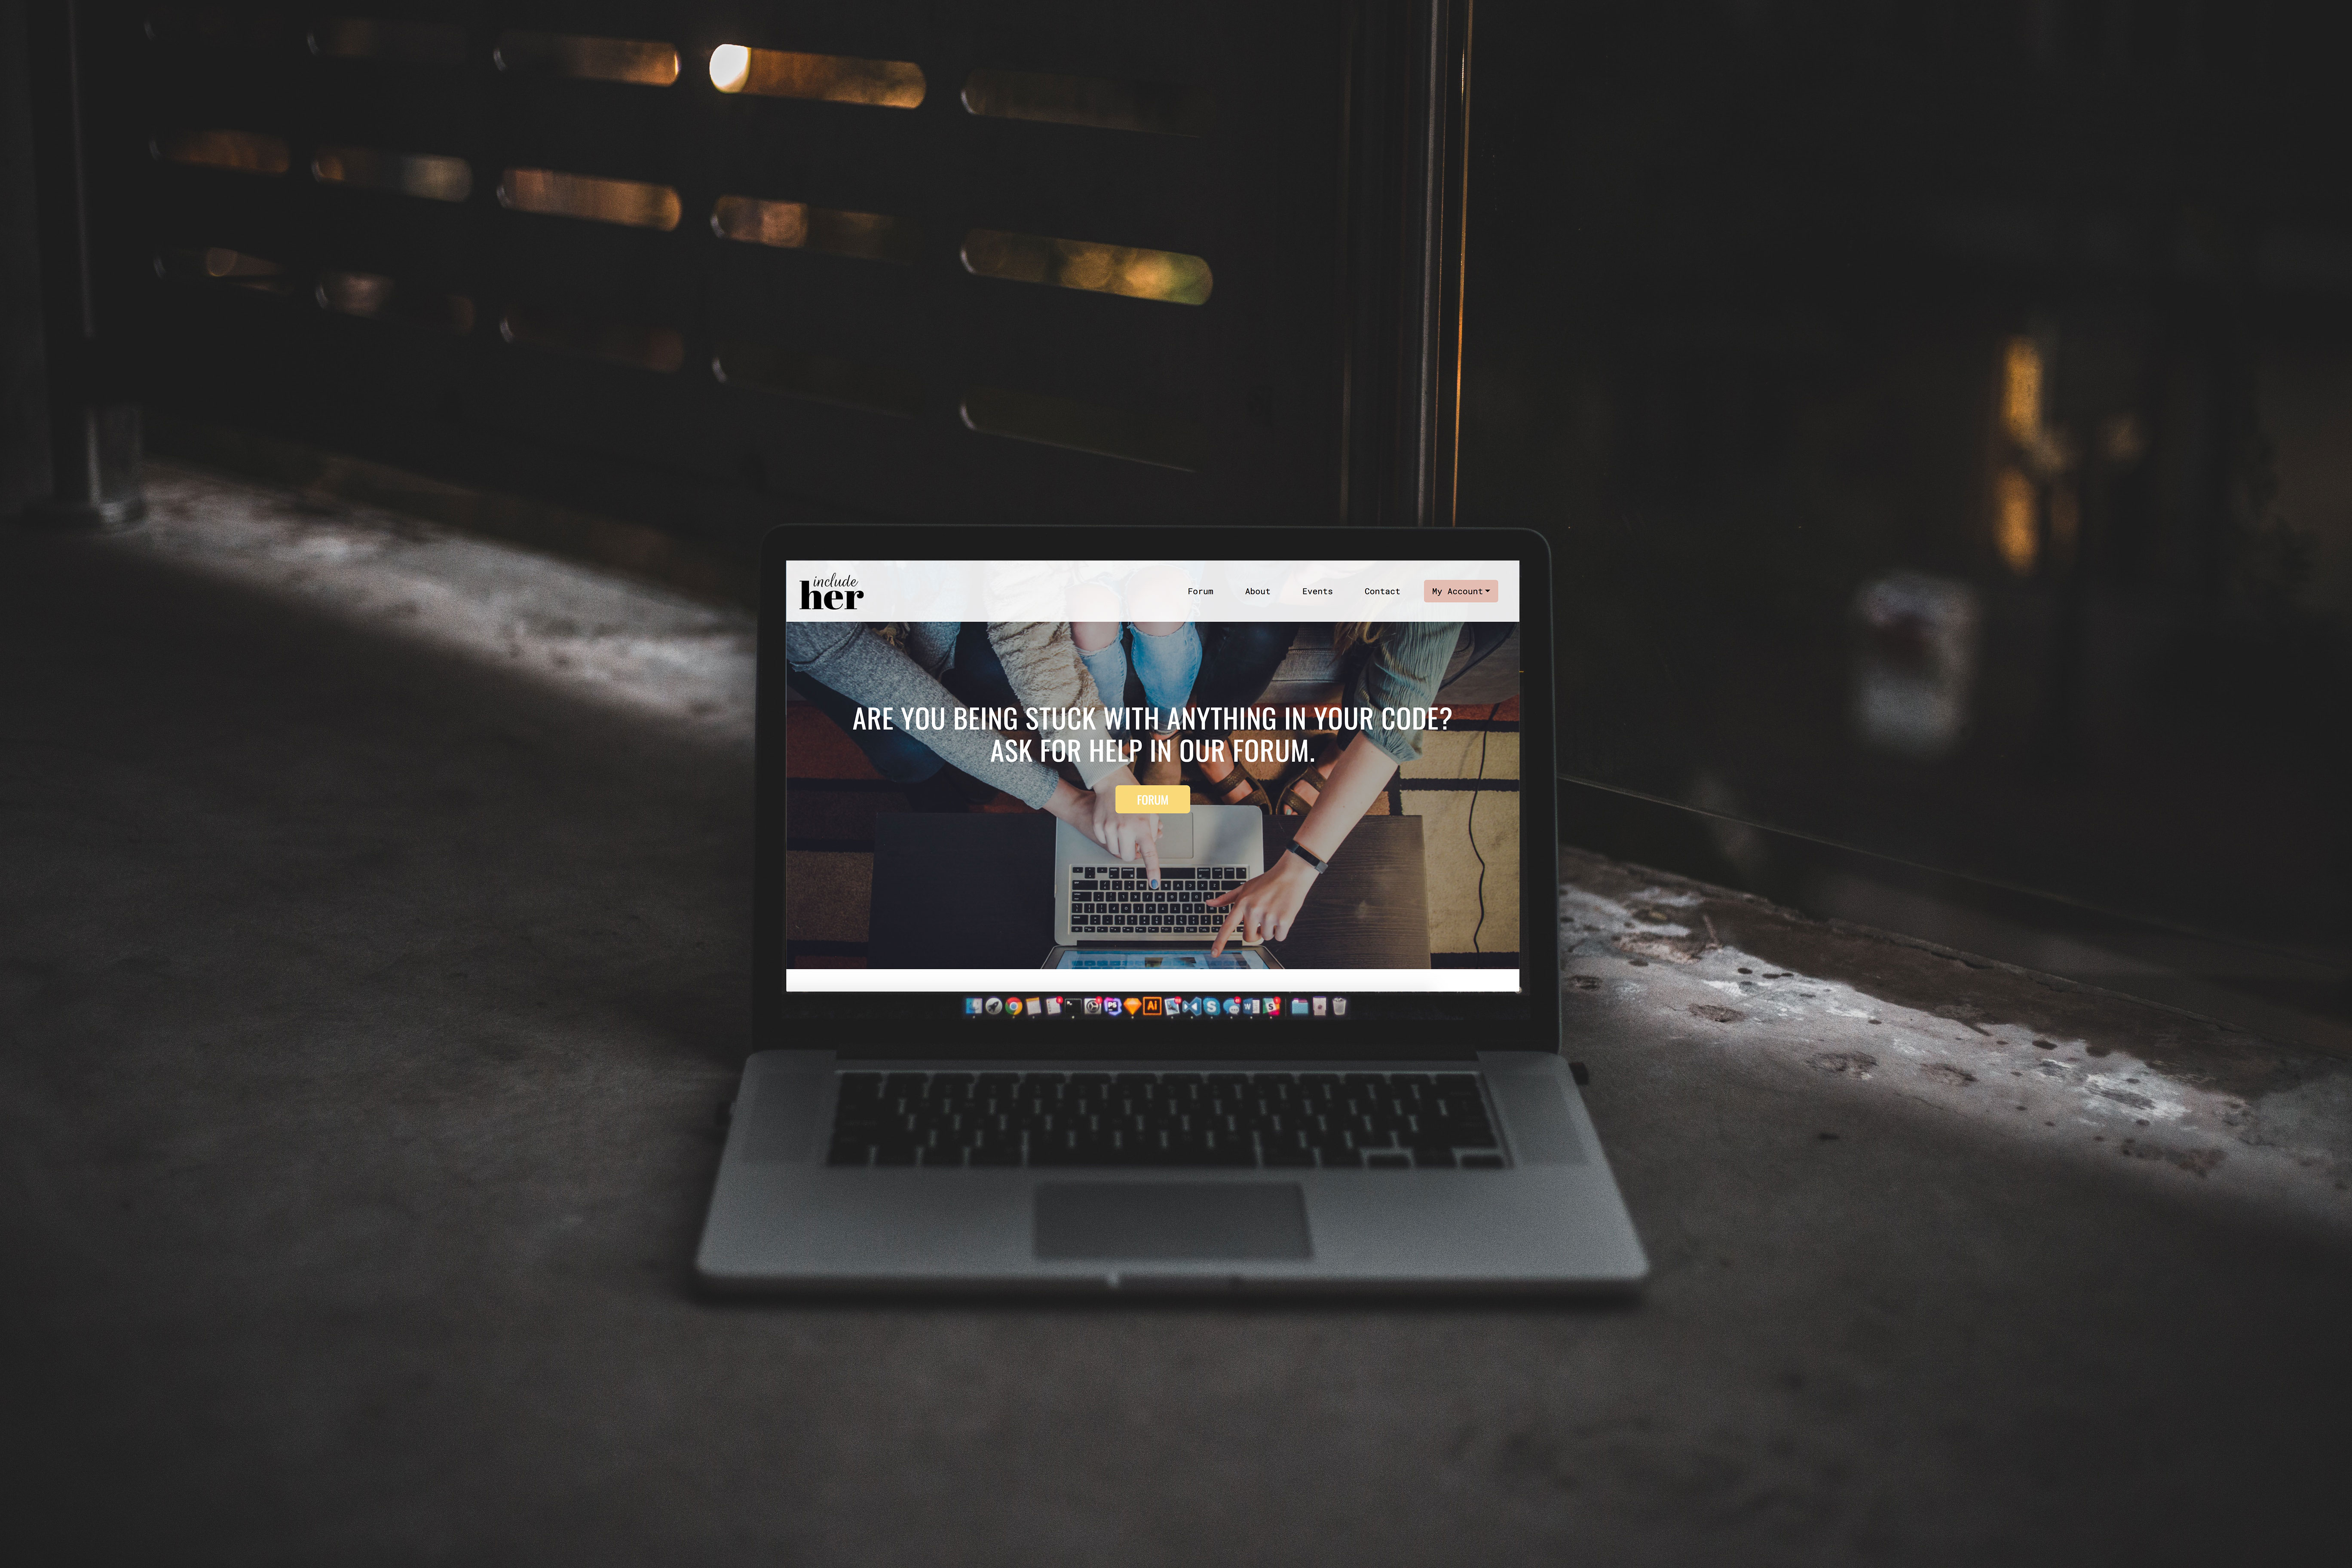 include
her
Forum About Events Contact My Account
ARE YOU BEING STUCK WITH ANYTHING IN YOUR CODE?
ASK FOR HELP IN OUR FORUM.
FORUM
Ai